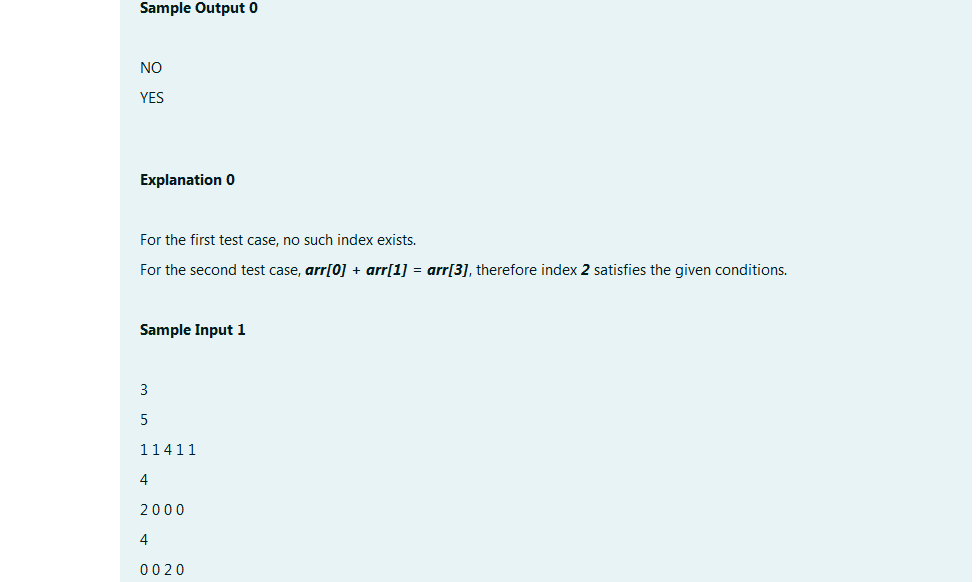 Sample Output 0
NO
YES
Explanation 0
For the first test case, no such index exists.
For the second test case, arr[0] + arr[1] = arr[3], therefore index 2 satisfies the given conditions.
Sample Input 1
3
5
1 1 4 1 1
4
2 0 0 0
4
0 0 2 0